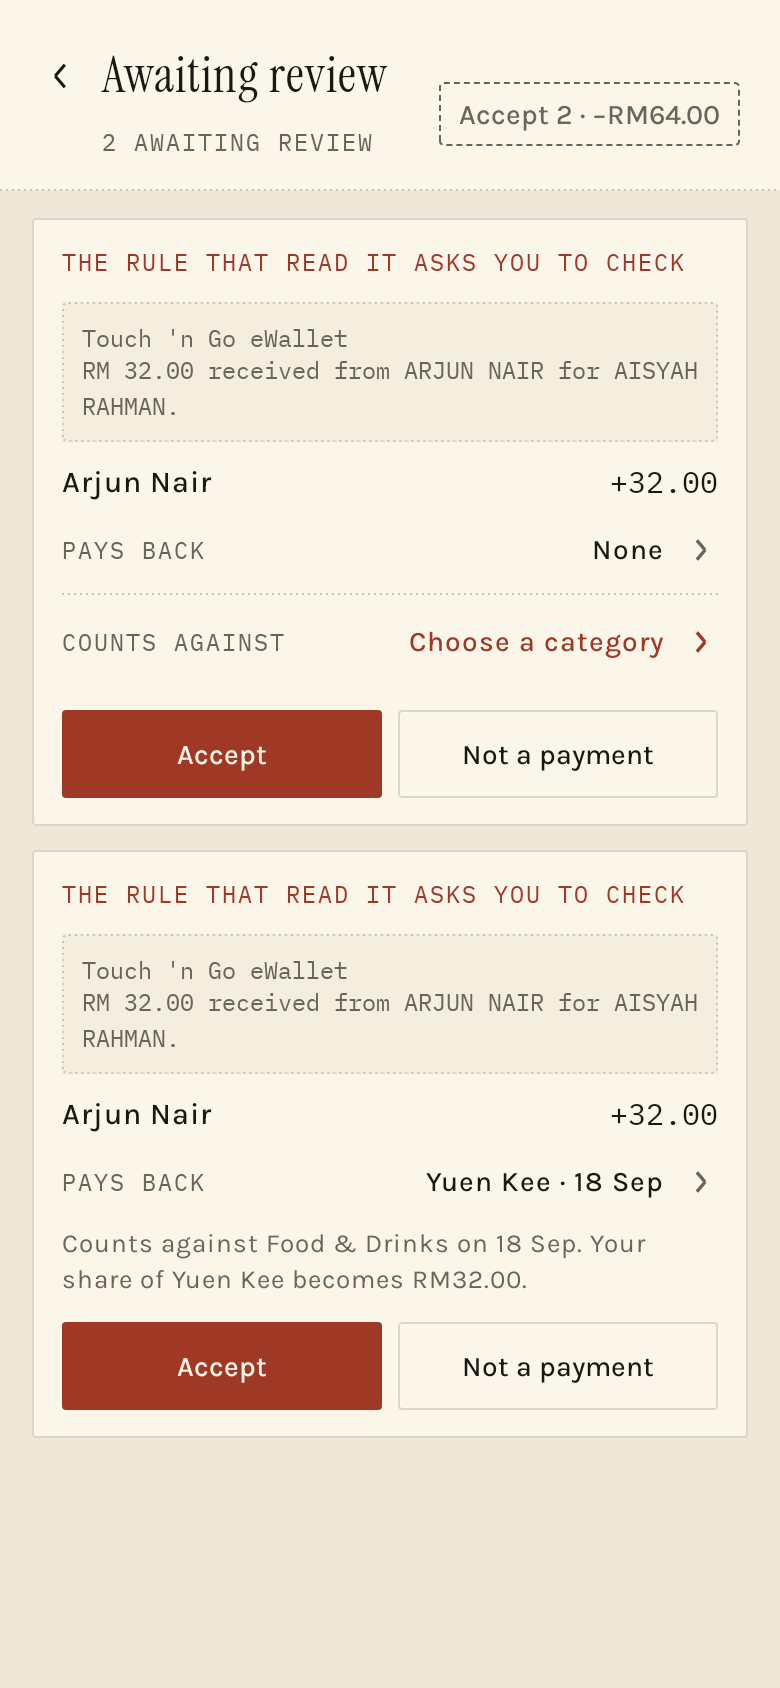 Awaiting review
2 AWAITING REVIEW
Accept 2 · −RM64.00
THE RULE THAT READ IT ASKS YOU TO CHECK
Touch 'n Go eWallet
RM 32.00 received from ARJUN NAIR for AISYAH
RAHMAN.
Arjun Nair +32.00
PAYS BACK None
COUNTS AGAINST Choose a category
Accept Not a payment
THE RULE THAT READ IT ASKS YOU TO CHECK
Touch 'n Go eWallet
RM 32.00 received from ARJUN NAIR for AISYAH
RAHMAN.
Arjun Nair +32.00
PAYS BACK Yuen Kee · 18 Sep
Counts against Food & Drinks on 18 Sep. Your
share of Yuen Kee becomes RM32.00.
Accept Not a payment